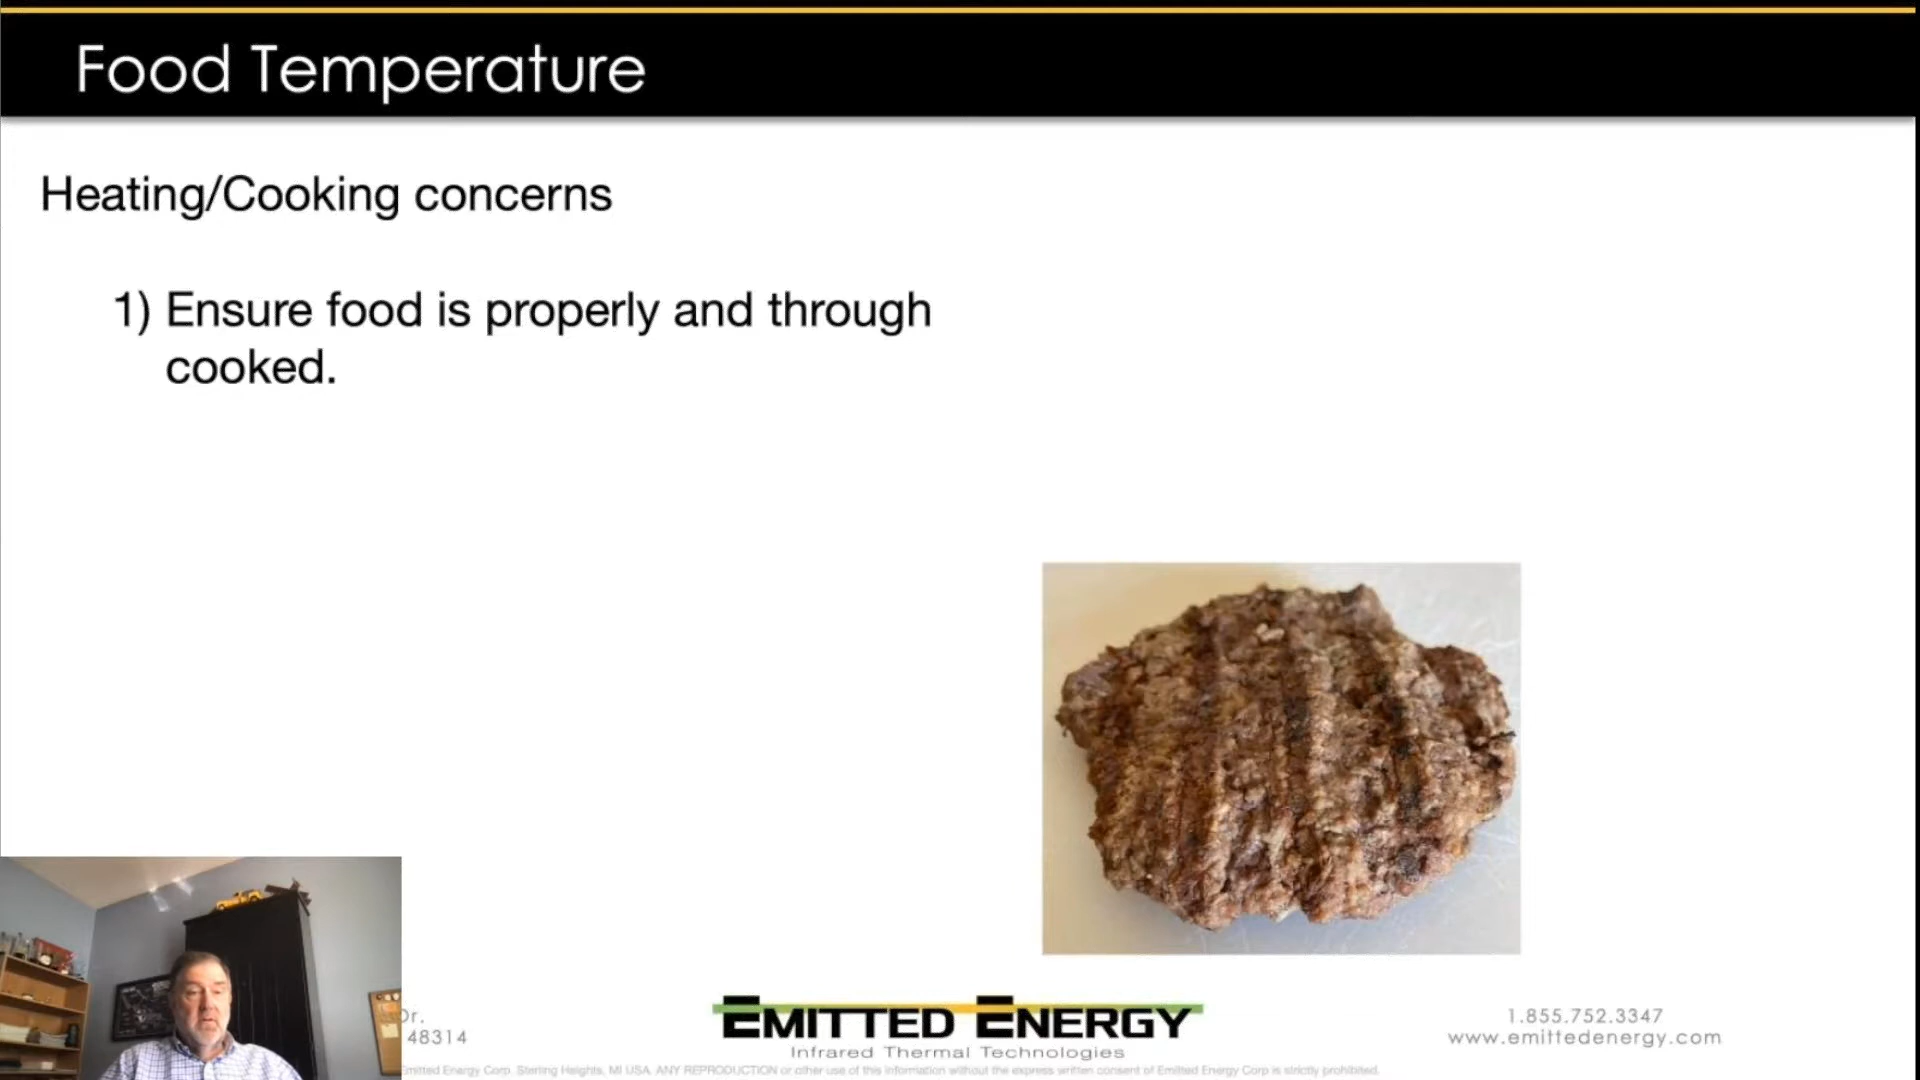 Food Temperature
Heating/Cooking concerns
1) Ensure food is properly and through
cooked.
Dr.
48314
EMITTED ENERGY
Infrared Thermal Technologies
1.855.752.3347
www.emittedenergy.com
Emitted Energy Corp. Sterling Heights, MI USA. ANY REPRODUCTION or other use of this information without the express written consent of Emitted Energy Corp is strictly prohibited.